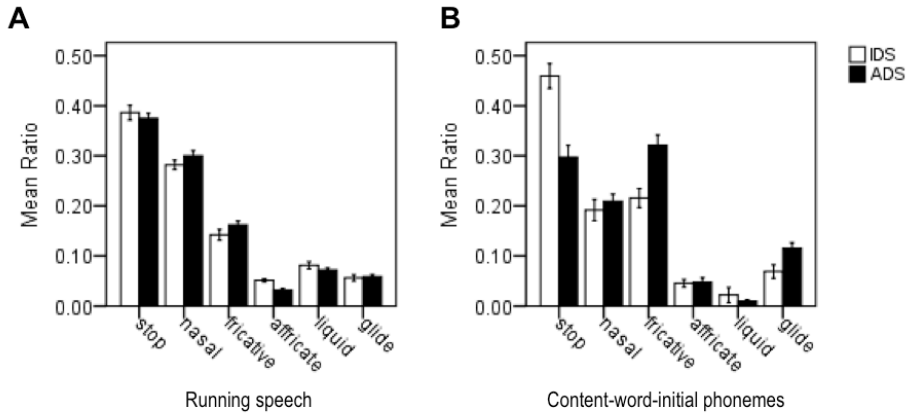 A
B
IDS
ADS
Mean Ratio
0.50
0.40
0.30
0.20
0.10
0.00
stop
nasal
fricative
affricate
liquid
glide
Running speech
Mean Ratio
0.50
0.40
0.30
0.20
0.10
0.00
stop
nasal
fricative
affricate
liquid
glide
Content-word-initial phonemes